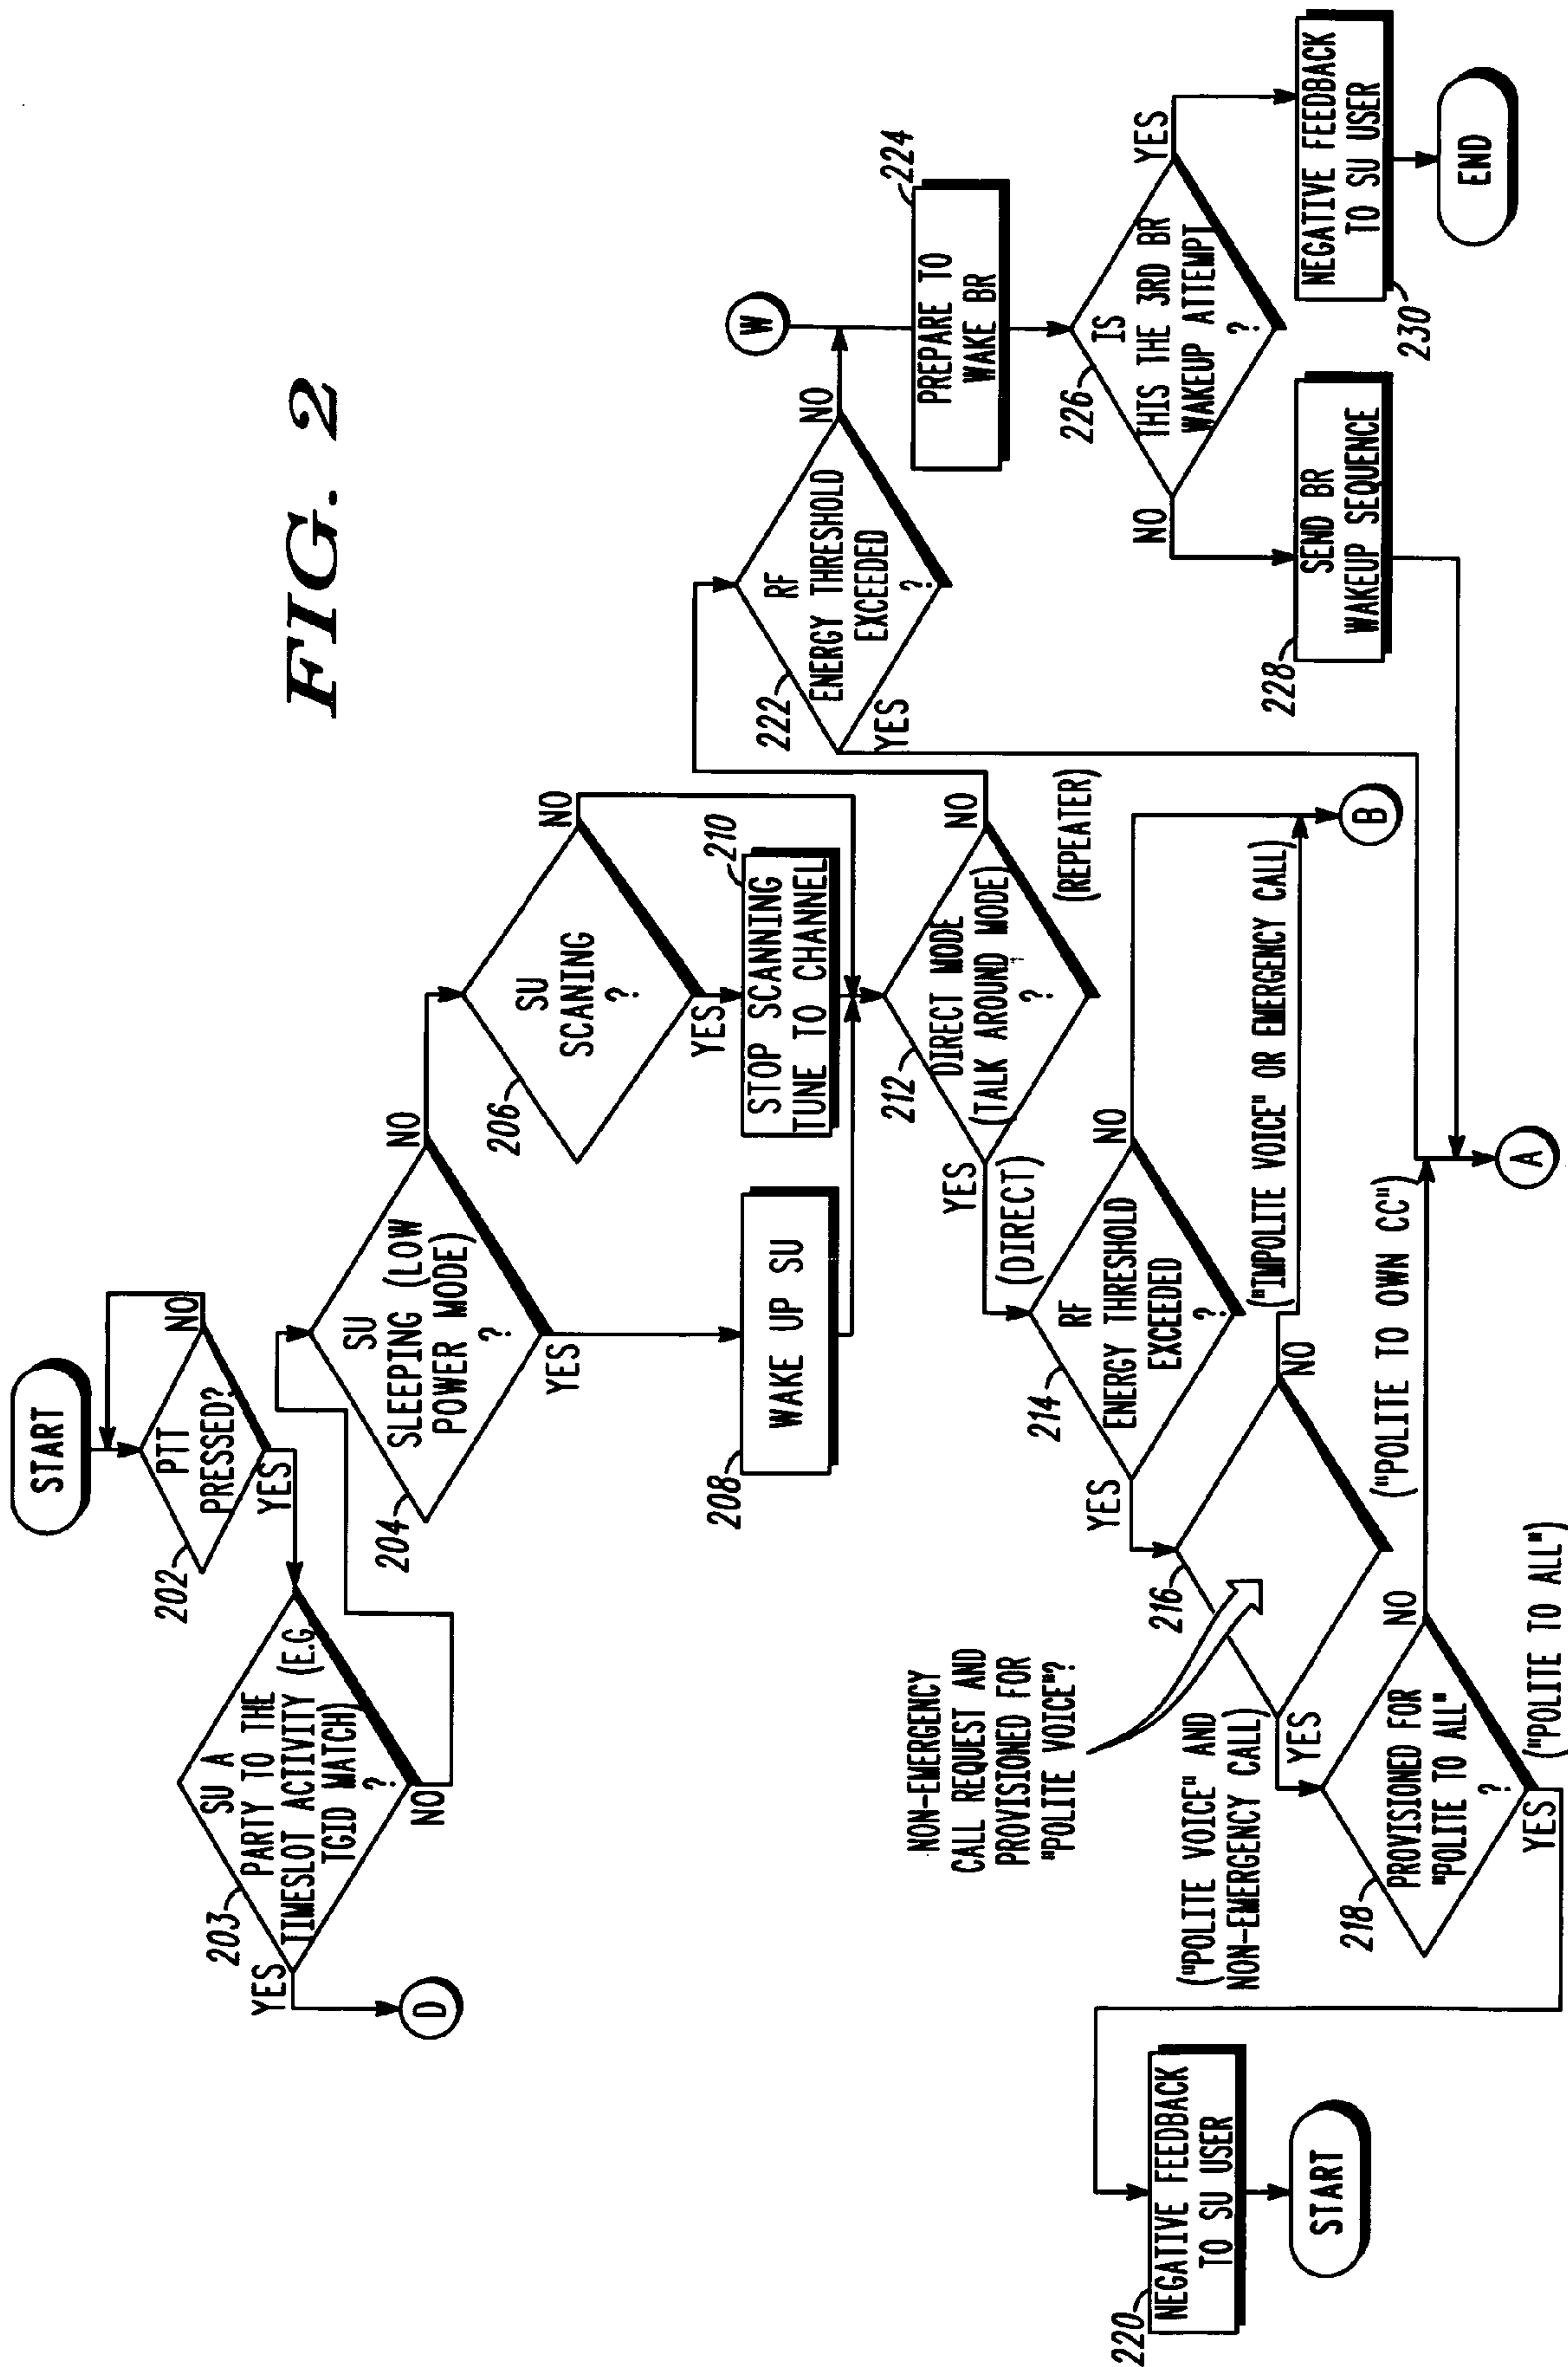 FIG. 2
START
202
PTT
PRESSED?
NO
YES
203
SU A
PARTY TO THE
TIMESLOT ACTIVITY (E.G
TGID MATCH)
?
YES
NO
D
204
SU
SLEEPING (LOW
POWER MODE)
?
NO
YES
206
SU
SCANING
?
NO
YES
208
WAKE UP SU
210
STOP SCANNING
TUNE TO CHANNEL
212
DIRECT MODE
(TALK AROUND MODE)
?
YES
(DIRECT)
NO
(REPEATER)
214
RF
ENERGY THRESHOLD
EXCEEDED
?
YES
NO
NON-EMERGENCY
CALL REQUEST AND
PROVISIONED FOR
"POLITE VOICE"?
216
("POLITE VOICE" AND
NON-EMERGENCY CALL)
YES
NO
("IMPOLITE VOICE" OR EMERGENCY CALL)
B
218
PROVISIONED FOR
"POLITE TO ALL"
?
NO
("POLITE TO OWN CC")
YES
("POLITE TO ALL")
A
220
NEGATIVE FEEDBACK
TO SU USER
START
222
RF
ENERGY THRESHOLD
EXCEEDED
?
YES
NO
W
224
PREPARE TO
WAKE BR
226
IS
THIS THE 3RD BR
WAKEUP ATTEMPT
?
NO
YES
228
SEND BR
WAKEUP SEQUENCE
230
NEGATIVE FEEDBACK
TO SU USER
END